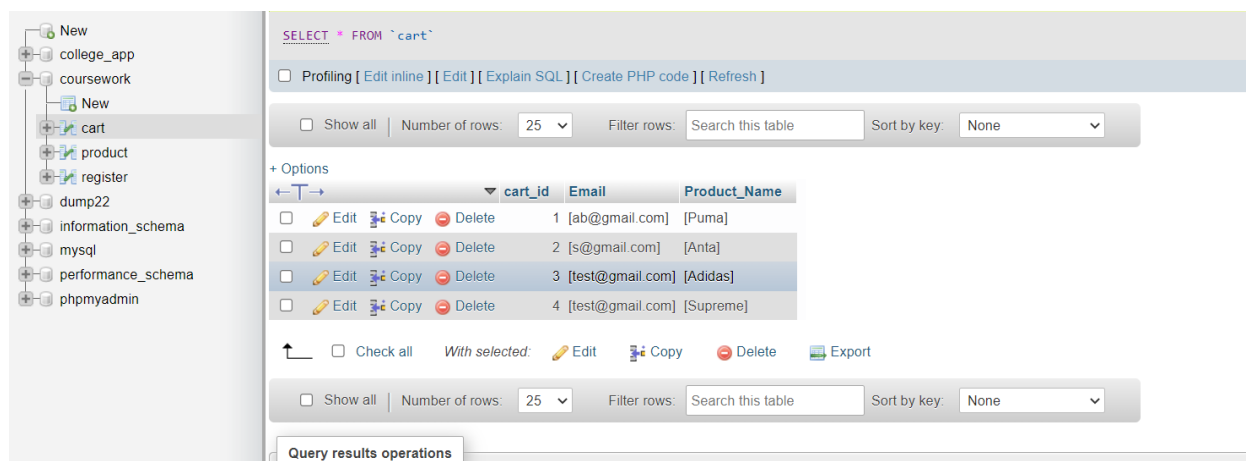 New
college_app
coursework
New
cart
product
register
dump22
information_schema
mysql
performance_schema
phpmyadmin
SELECT * FROM `cart`
Profiling [ Edit inline ] [ Edit ] [ Explain SQL ] [ Create PHP code ] [ Refresh ]
Show all | Number of rows: 25 Filter rows: Search this table Sort by key: None
+ Options
←T→ cart_id Email Product_Name
Edit Copy Delete 1 [ab@gmail.com] [Puma]
Edit Copy Delete 2 [s@gmail.com] [Anta]
Edit Copy Delete 3 [test@gmail.com] [Adidas]
Edit Copy Delete 4 [test@gmail.com] [Supreme]
Check all With selected: Edit Copy Delete Export
Show all | Number of rows: 25 Filter rows: Search this table Sort by key: None
Query results operations